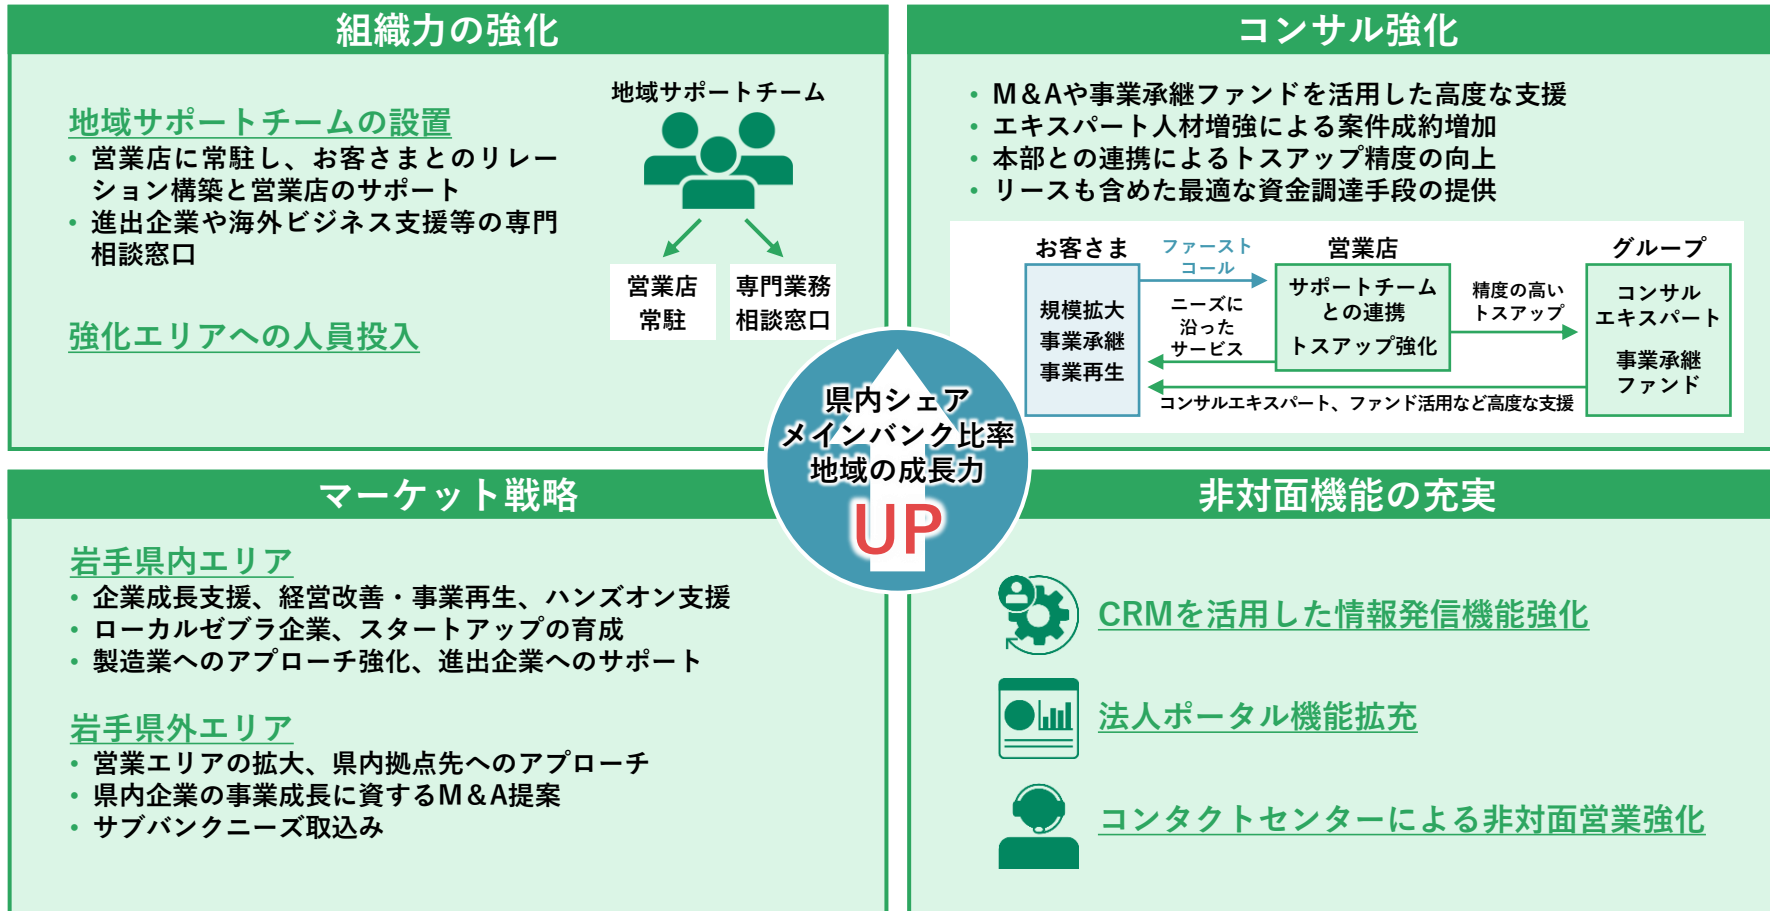 組織力の強化
地域サポートチームの設置
・営業店に常駐し、お客さまとのリレー
ション構築と営業店のサポート
・進出企業や海外ビジネス支援等の専門
相談窓口
強化エリアへの人員投入
地域サポートチーム
営業店
常駐
専門業務
相談窓口
コンサル強化
・M&Aや事業承継ファンドを活用した高度な支援
・エキスパート人材増強による案件成約増加
・本部との連携によるトスアップ精度の向上
・リースも含めた最適な資金調達手段の提供
お客さま
規模拡大
事業承継
事業再生
ファースト
コール
ニーズに
沿った
サービス
営業店
サポートチーム
との連携
トスアップ強化
精度の高い
トスアップ
グループ
コンサル
エキスパート
事業承継
ファンド
コンサルエキスパート、ファンド活用など高度な支援
県内シェア
メインバンク比率
地域の成長力
UP
マーケット戦略
岩手県内エリア
・企業成長支援、経営改善・事業再生、ハンズオン支援
・ローカルゼブラ企業、スタートアップの育成
・製造業へのアプローチ強化、進出企業へのサポート
岩手県外エリア
・営業エリアの拡大、県内拠点先へのアプローチ
・県内企業の事業成長に資するM&A提案
・サブバンクニーズ取込み
非対面機能の充実
CRMを活用した情報発信機能強化
法人ポータル機能拡充
コンタクトセンターによる非対面営業強化